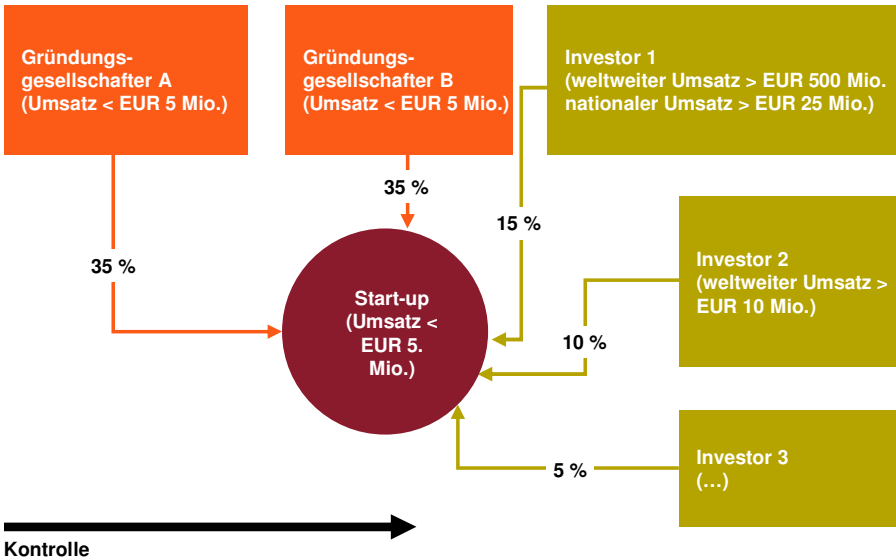 Gründungs-
gesellschafter A
(Umsatz < EUR 5 Mio.)
Gründungs-
gesellschafter B
(Umsatz < EUR 5 Mio.)
Investor 1
(weltweiter Umsatz > EUR 500 Mio.
nationaler Umsatz > EUR 25 Mio.)
35 %
15 %
35 %
Investor 2
(weltweiter Umsatz >
EUR 10 Mio.)
Start-up
(Umsatz <
EUR 5.
Mio.)
10 %
Investor 3
(…)
5 %
Kontrolle